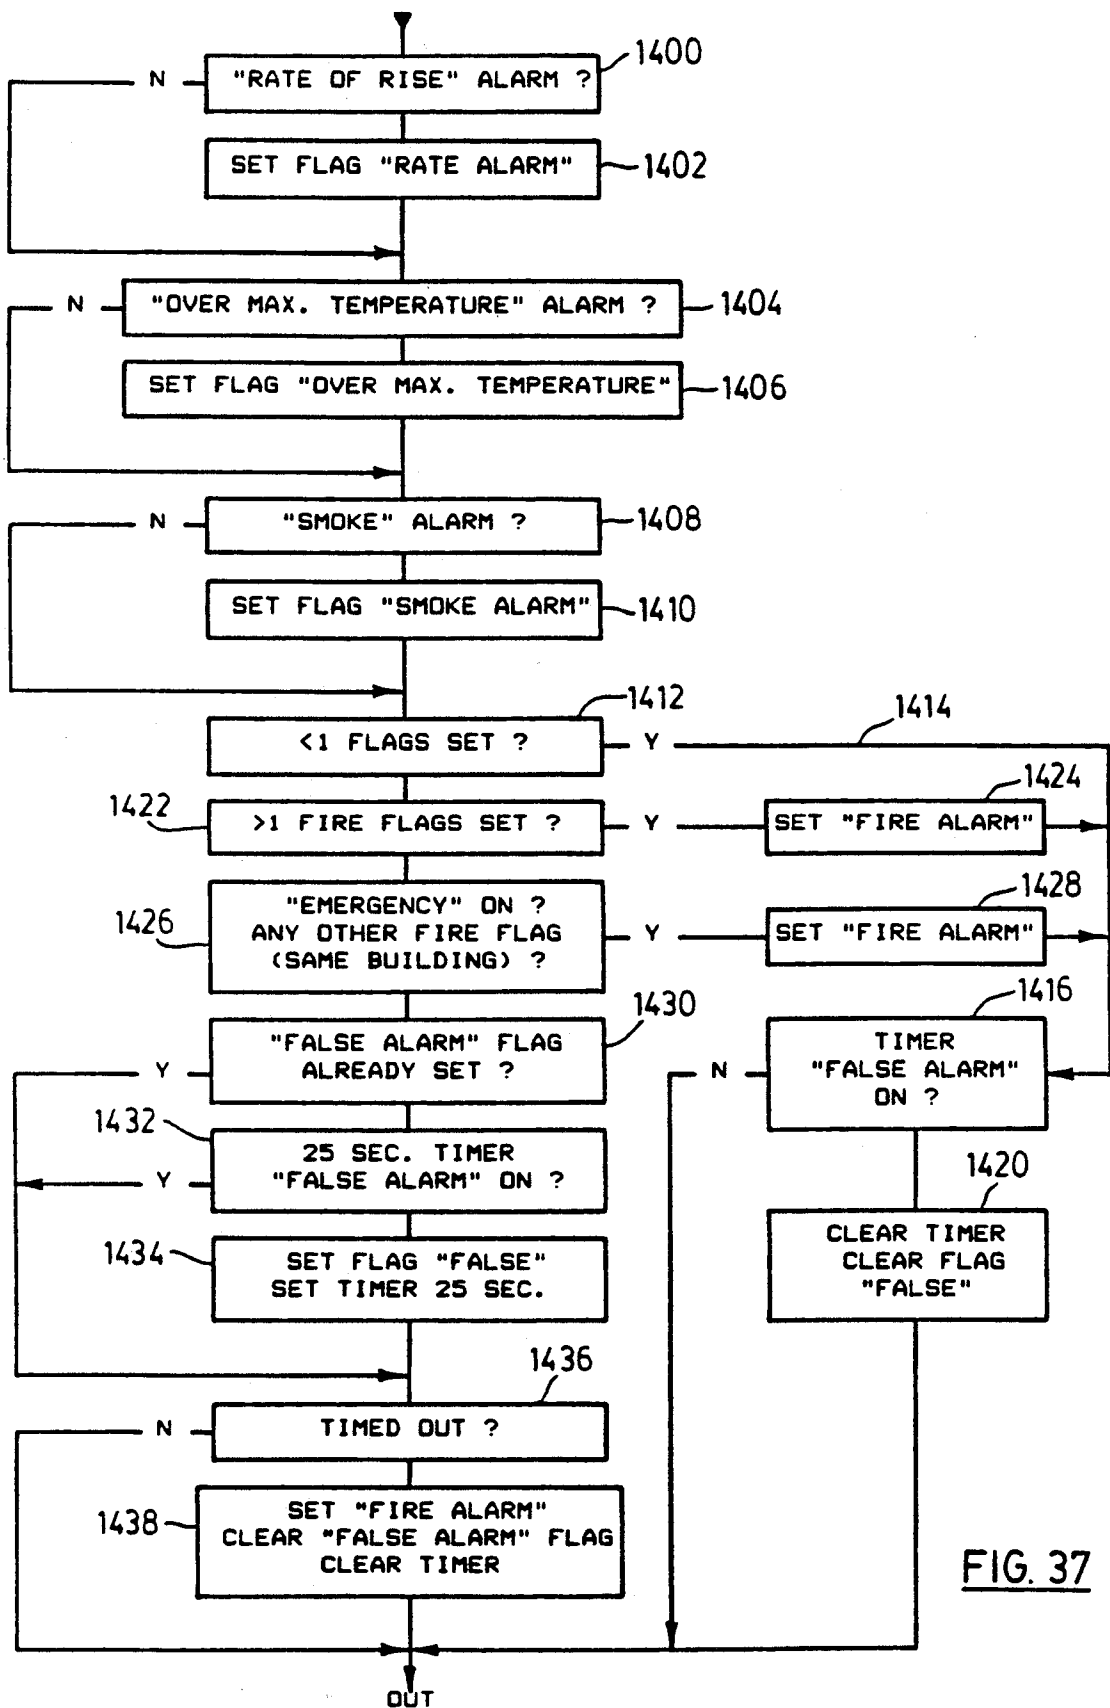 1400
N
"RATE OF RISE" ALARM ?
SET FLAG "RATE ALARM"
1402
N
"OVER MAX. TEMPERATURE" ALARM ?
1404
SET FLAG "OVER MAX. TEMPERATURE"
1406
N
"SMOKE" ALARM ?
1408
SET FLAG "SMOKE ALARM"
1410
1412
1414
<1 FLAGS SET ?
Y
1422
>1 FIRE FLAGS SET ?
Y
1424
SET "FIRE ALARM"
1426
"EMERGENCY" ON ?
ANY OTHER FIRE FLAG
(SAME BUILDING) ?
Y
1428
SET "FIRE ALARM"
1430
"FALSE ALARM" FLAG
ALREADY SET ?
Y
1416
TIMER
"FALSE ALARM"
ON ?
N
1432
25 SEC. TIMER
"FALSE ALARM" ON ?
Y
1420
CLEAR TIMER
CLEAR FLAG
"FALSE"
1434
SET FLAG "FALSE"
SET TIMER 25 SEC.
1436
N
TIMED OUT ?
1438
SET "FIRE ALARM"
CLEAR "FALSE ALARM" FLAG
CLEAR TIMER
FIG. 37
OUT